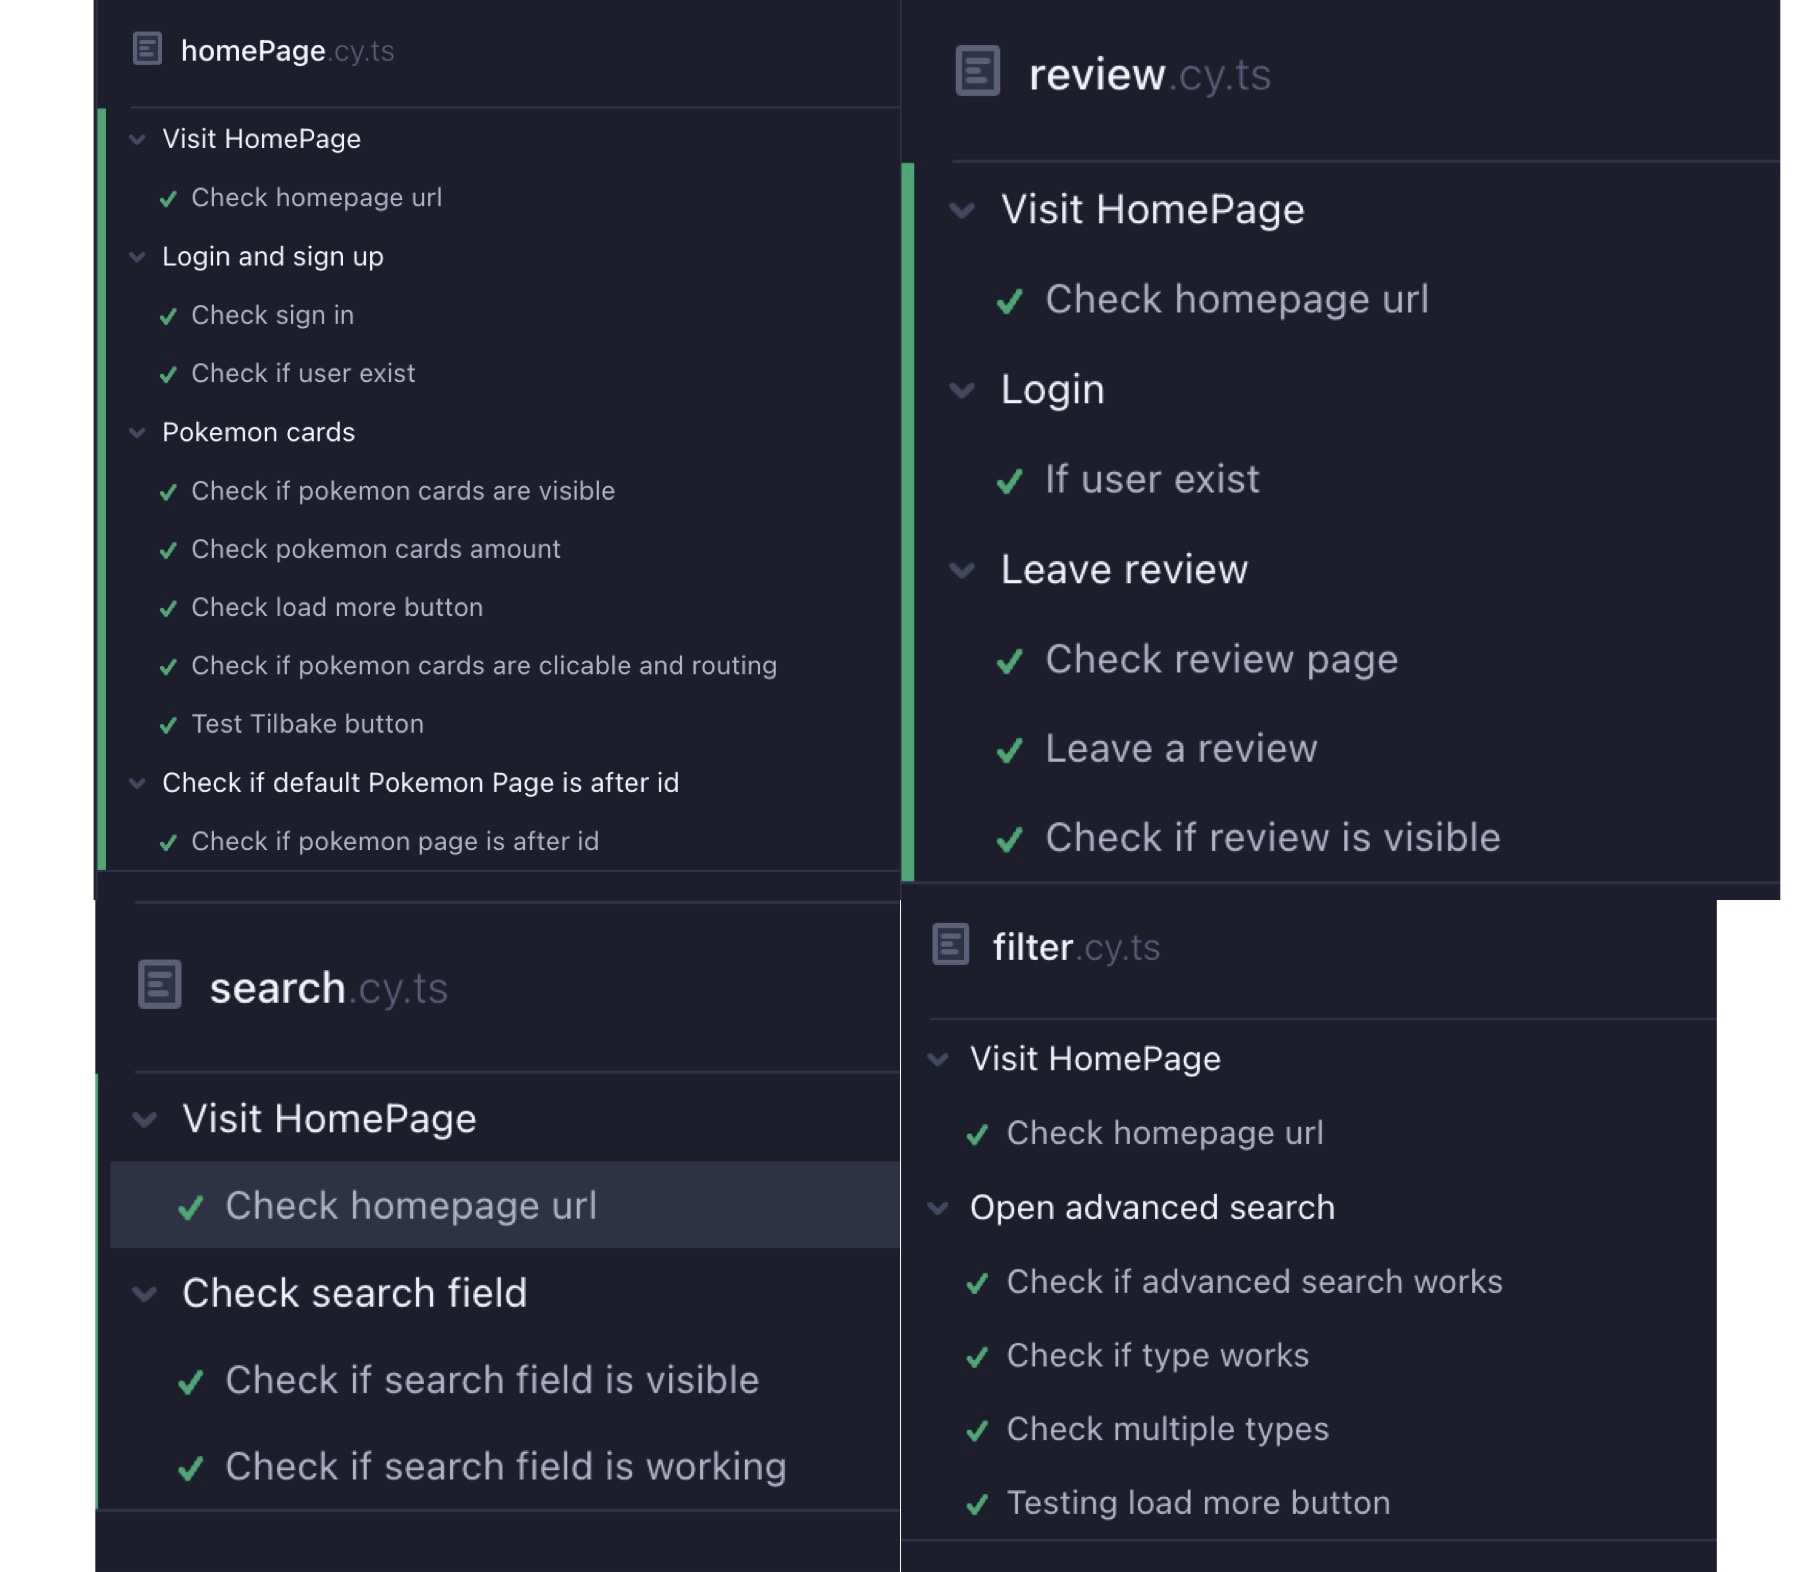 homePage.cy.ts
Visit HomePage
Check homepage url
Login and sign up
Check sign in
Check if user exist
Pokemon cards
Check if pokemon cards are visible
Check pokemon cards amount
Check load more button
Check if pokemon cards are clicable and routing
Test Tilbake button
Check if default Pokemon Page is after id
Check if pokemon page is after id
review.cy.ts
Visit HomePage
Check homepage url
Login
If user exist
Leave review
Check review page
Leave a review
Check if review is visible
search.cy.ts
Visit HomePage
Check homepage url
Check search field
Check if search field is visible
Check if search field is working
filter.cy.ts
Visit HomePage
Check homepage url
Open advanced search
Check if advanced search works
Check if type works
Check multiple types
Testing load more button